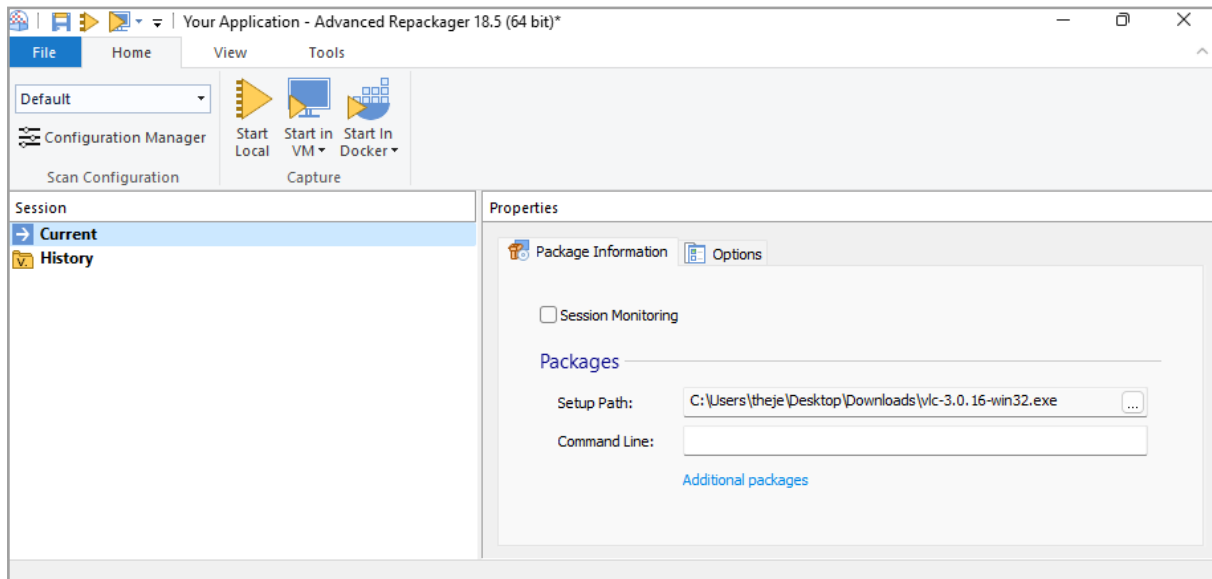 Your Application - Advanced Repackager 18.5 (64 bit)*
File Home View Tools
Default
Configuration Manager
Scan Configuration
Start Local
Start in VM
Start In Docker
Capture
Session
Current
History
Properties
Package Information Options
Session Monitoring
Packages
Setup Path: C:\Users\theje\Desktop\Downloads\vlc-3.0.16-win32.exe ...
Command Line:
Additional packages